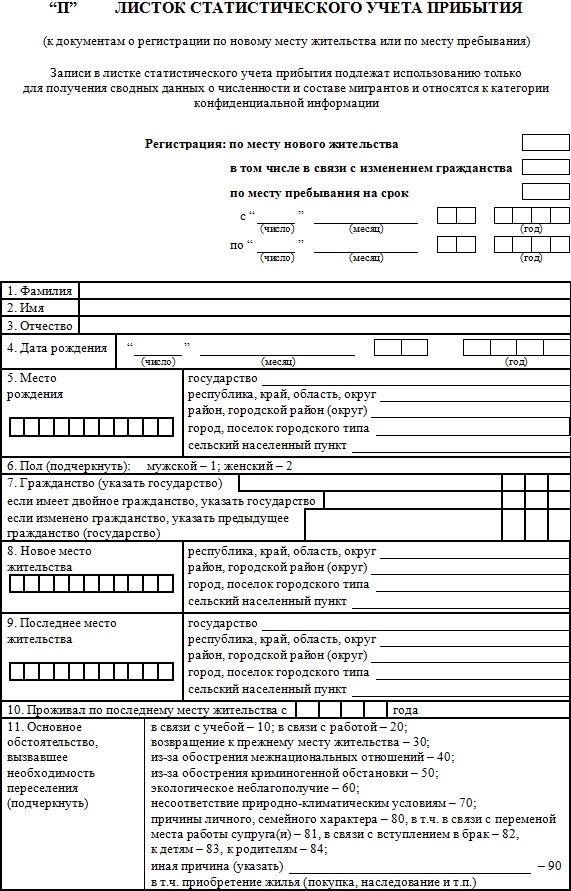 “П” ЛИСТОК СТАТИСТИЧЕСКОГО УЧЕТА ПРИБЫТИЯ
(к документам о регистрации по новому месту жительства или по месту пребывания)
Записи в листке статистического учета прибытия подлежат использованию только
для получения сводных данных о численности и составе мигрантов и относятся к категории
конфиденциальной информации
Регистрация: по месту нового жительства
в том числе в связи с изменением гражданства
по месту пребывания на срок
с “ ”
(число) (месяц) (год)
по “ ”
(число) (месяц) (год)
1. Фамилия
2. Имя
3. Отчество
4. Дата рождения “ ”
(число) (месяц) (год)
5. Место
рождения
государство
республика, край, область, округ
район, городской район (округ)
город, поселок городского типа
сельский населенный пункт
6. Пол (подчеркнуть): мужской – 1; женский – 2
7. Гражданство (указать государство)
если имеет двойное гражданство, указать государство
если изменено гражданство, указать предыдущее
гражданство (государство)
8. Новое место
жительства
республика, край, область, округ
район, городской район (округ)
город, поселок городского типа
сельский населенный пункт
9. Последнее место
жительства
государство
республика, край, область, округ
район, городской район (округ)
город, поселок городского типа
сельский населенный пункт
10. Проживал по последнему месту жительства с года
11. Основное
обстоятельство,
вызвавшее
необходимость
переселения
(подчеркнуть)
в связи с учебой – 10; в связи с работой – 20;
возвращение к прежнему месту жительства – 30;
из-за обострения межнациональных отношений – 40;
из-за обострения криминогенной обстановки – 50;
экологическое неблагополучие – 60;
несоответствие природно-климатическим условиям – 70;
причины личного, семейного характера – 80, в т.ч. в связи с переменой
места работы супруга(и) – 81, в связи с вступлением в брак – 82,
к детям – 83, к родителям – 84;
иная причина (указать) – 90
в т.ч. приобретение жилья (покупка, наследование и т.п.)